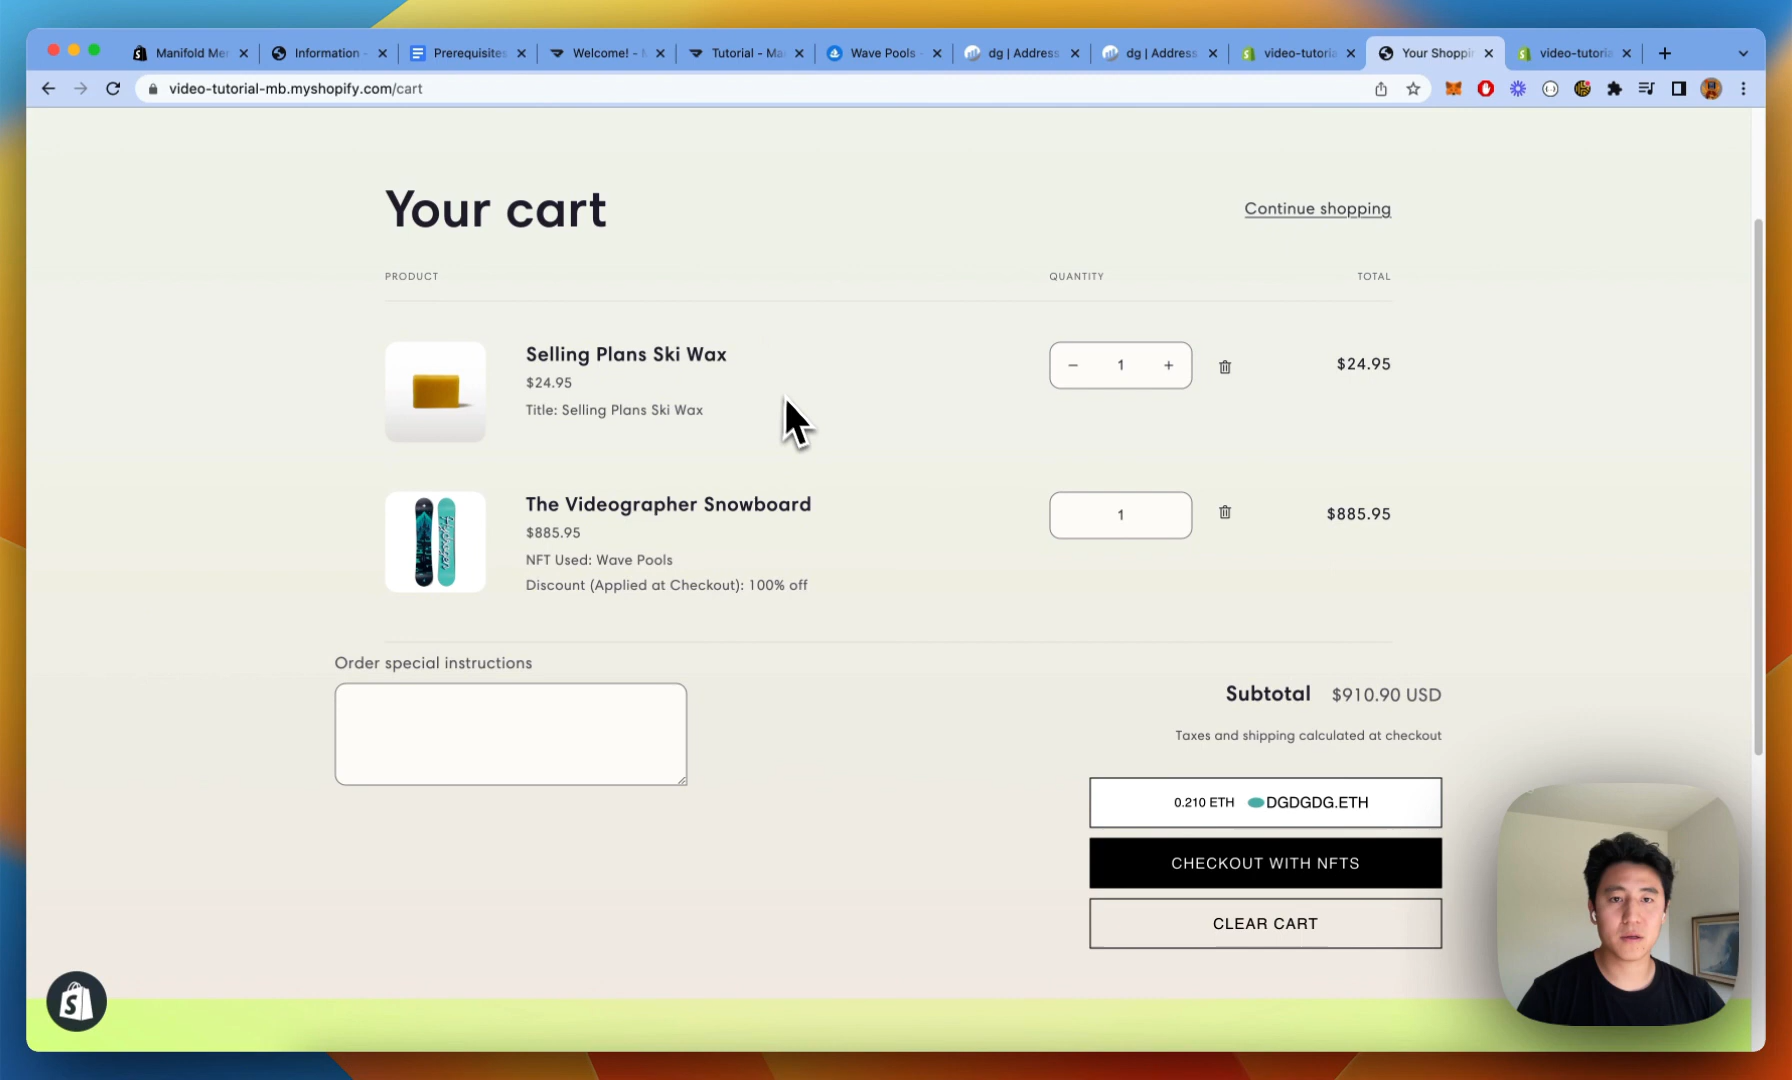 Manifold Mer
Information -
Prerequisites
Welcome! - M
Tutorial - Ma
Wave Pools -
dg | Address
dg | Address
video-tutoria
Your Shoppin
video-tutoria
video-tutorial-mb.myshopify.com/cart
Your cart
Continue shopping
PRODUCT
QUANTITY
TOTAL
Selling Plans Ski Wax
$24.95
Title: Selling Plans Ski Wax
1
$24.95
The Videographer Snowboard
$885.95
NFT Used: Wave Pools
Discount (Applied at Checkout): 100% off
1
$885.95
Order special instructions
Subtotal $910.90 USD
Taxes and shipping calculated at checkout
0.210 ETH DGDGDG.ETH
CHECKOUT WITH NFTS
CLEAR CART